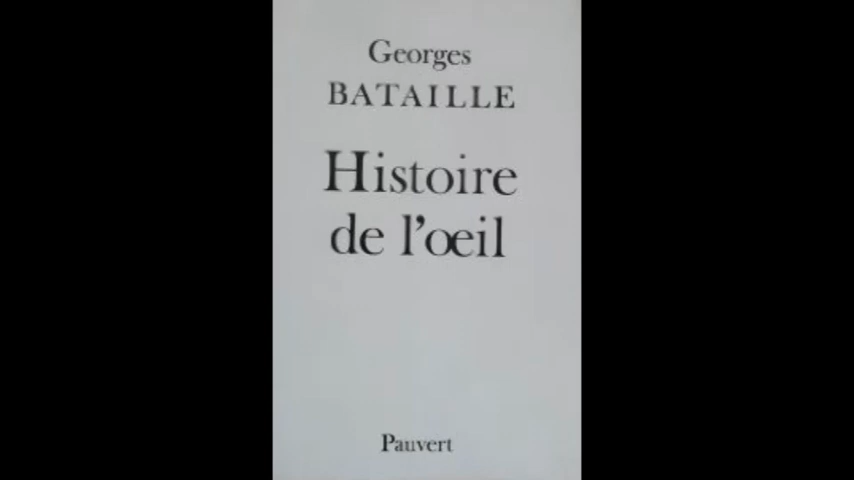 Georges
BATAILLE
Histoire
de l'œil
Pauvert